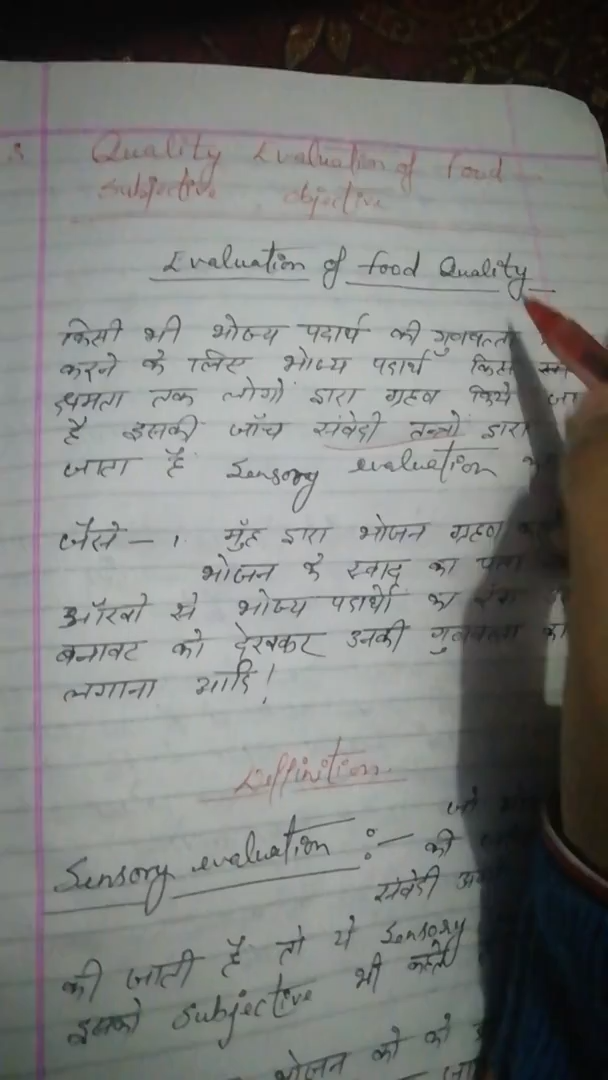 Quality Evaluation of food
subjective objective
Evaluation of food Quality
किसी भी भोज्य पदार्थ की गुणवत्ता
करने के लिए भोज्य पदार्थ किस
क्षमता तक लोगों द्वारा ग्रहण किये जा
है इसकी जाँच संवेदी तन्त्रों द्वारा
जाता है Sensory evaluation
जैसे – 1. मुँह द्वारा भोजन ग्रहण
भोजन के स्वाद का पता
आँखो से भोज्य पदार्थो का रंग
बनावट को देखकर उनकी गुणवत्ता का
लगाना आदि!
Deffinition
जो
Sensory evaluation :– की
संवेदी
की जाती है तो ये Sensory
इसको Subjective भी कहते
भोजन को